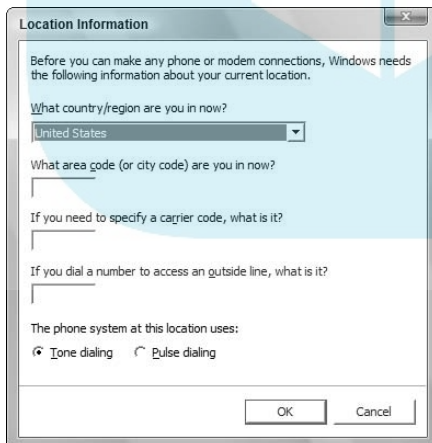 Location Information
Before you can make any phone or modem connections, Windows needs
the following information about your current location.
What country/region are you in now?
United States
What area code (or city code) are you in now?
If you need to specify a carrier code, what is it?
If you dial a number to access an outside line, what is it?
The phone system at this location uses:
Tone dialing Pulse dialing
OK Cancel